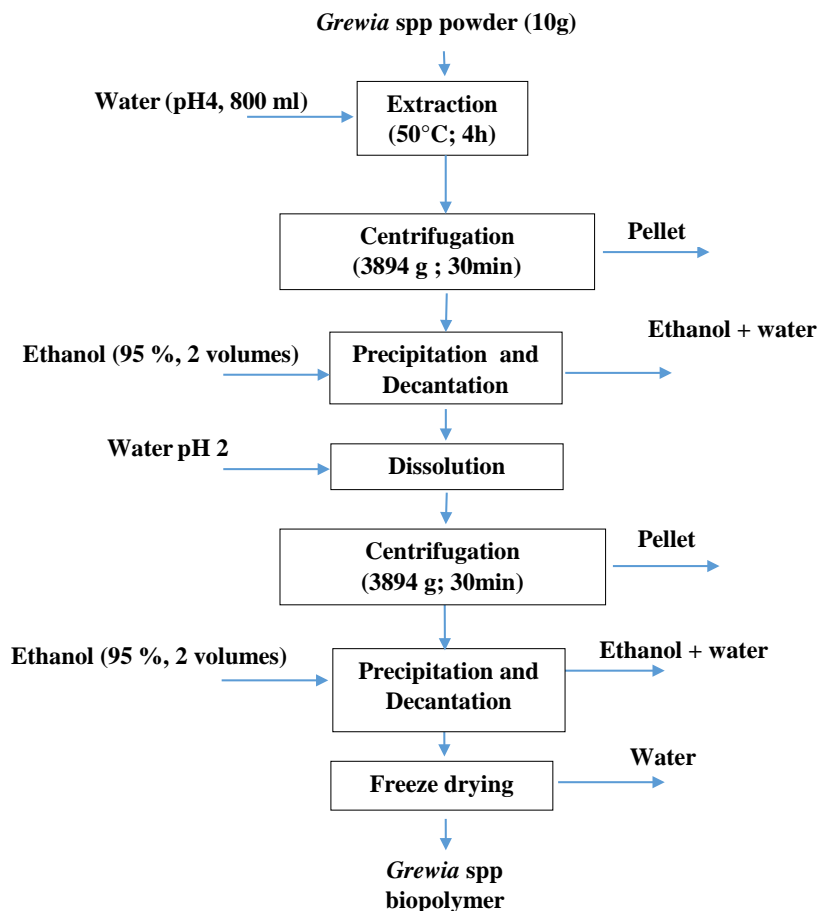 Grewia spp powder (10g)
Water (pH4, 800 ml)
Extraction
(50°C; 4h)
Centrifugation
(3894 g ; 30min)
Pellet
Ethanol (95 %, 2 volumes)
Precipitation and
Decantation
Ethanol + water
Water pH 2
Dissolution
Centrifugation
(3894 g; 30min)
Pellet
Ethanol (95 %, 2 volumes)
Precipitation and
Decantation
Ethanol + water
Freeze drying
Water
Grewia spp
biopolymer